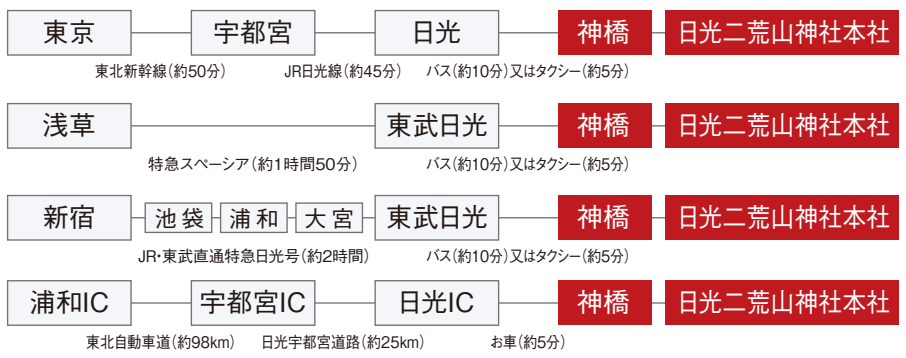 東京 宇都宮 日光 神橋 日光二荒山神社本社
東北新幹線(約50分) JR日光線(約45分) バス(約10分)又はタクシー(約5分)
浅草 東武日光 神橋 日光二荒山神社本社
特急スペーシア(約1時間50分) バス(約10分)又はタクシー(約5分)
新宿 池袋 浦和 大宮 東武日光 神橋 日光二荒山神社本社
JR・東武直通特急日光号(約2時間) バス(約10分)又はタクシー(約5分)
浦和IC 宇都宮IC 日光IC 神橋 日光二荒山神社本社
東北自動車道(約98km) 日光宇都宮道路(約25km) お車(約5分)